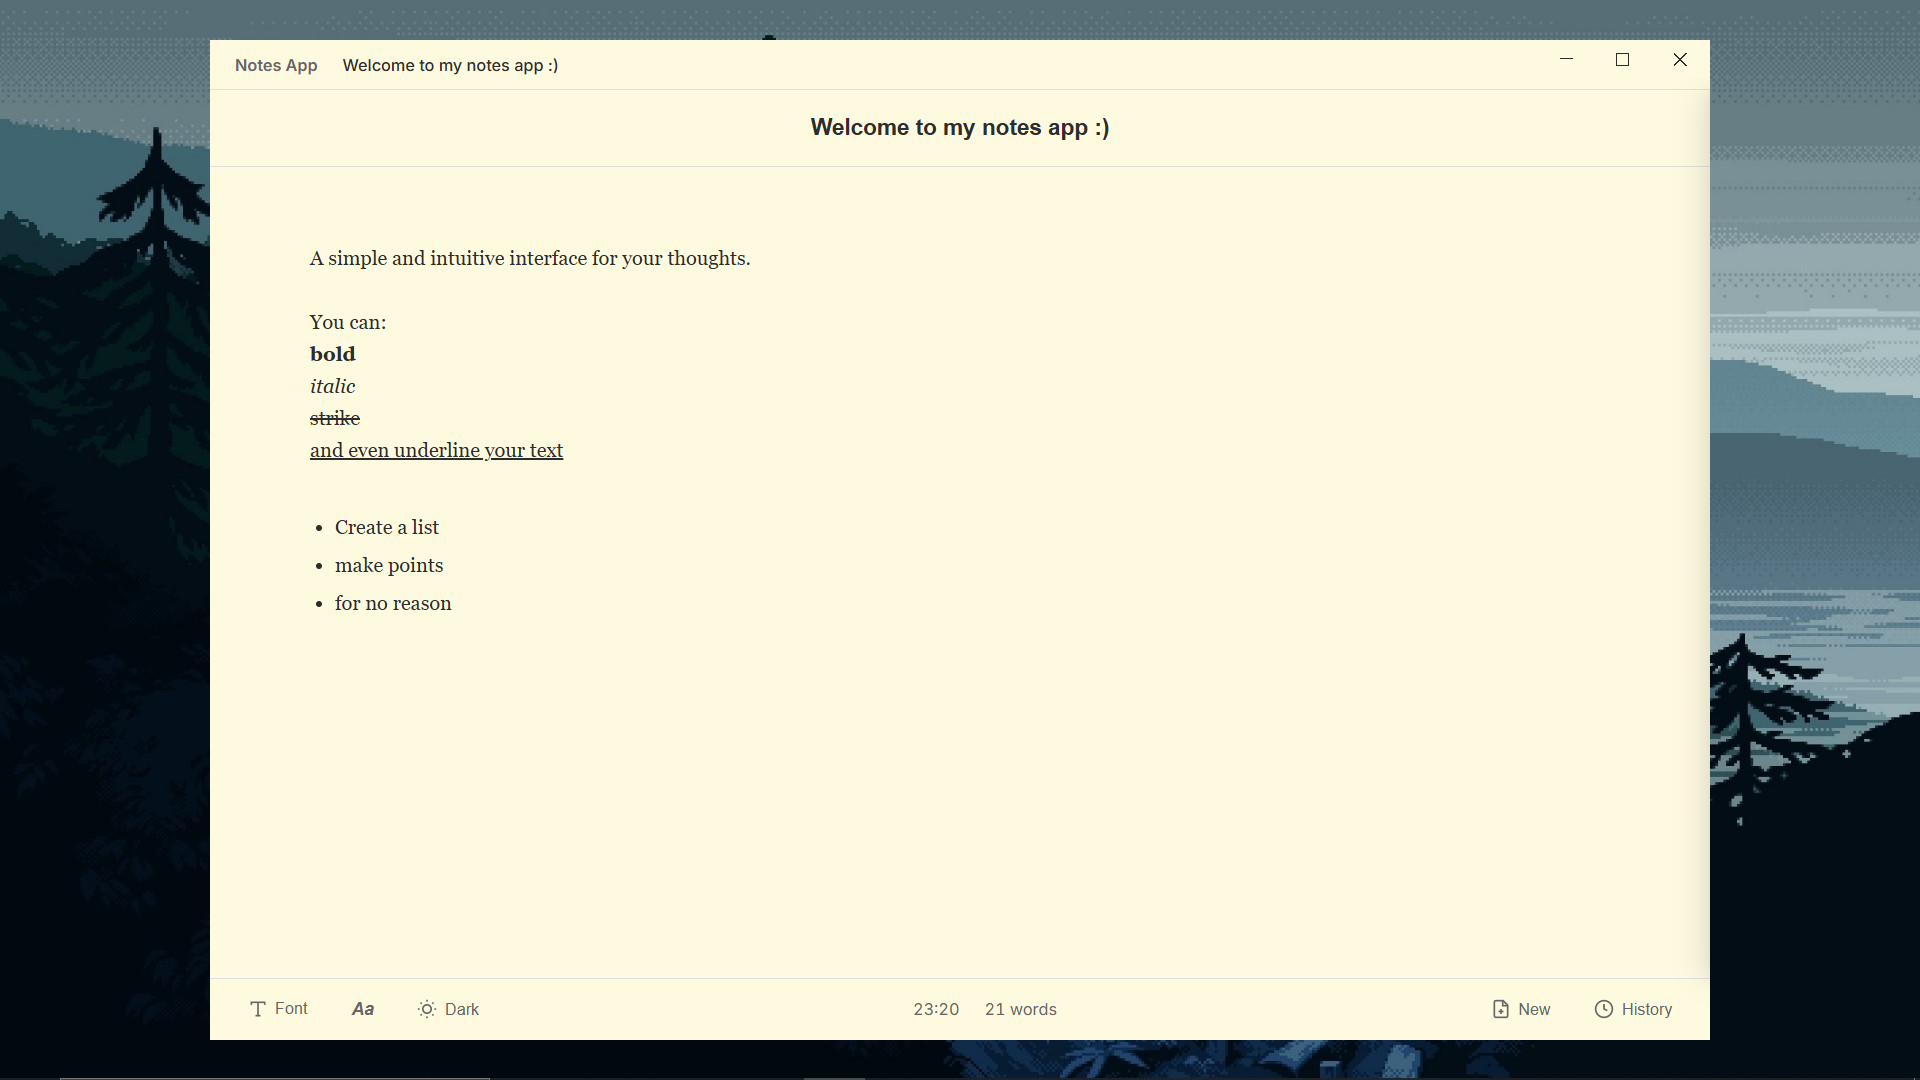 Notes App Welcome to my notes app :)
Welcome to my notes app :)
A simple and intuitive interface for your thoughts.
You can:
bold
italic
strike
and even underline your text
• Create a list
• make points
• for no reason
Font Aa Dark 23:20 21 words New History